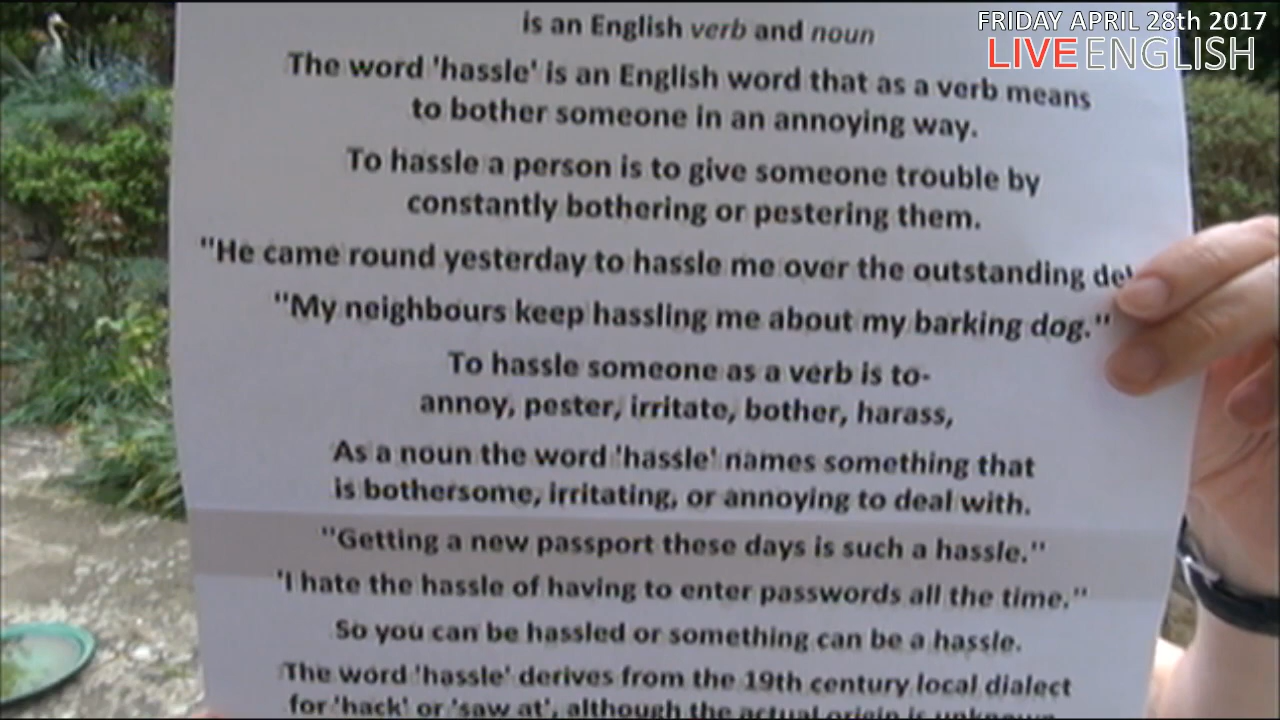 FRIDAY APRIL 28th 2017
LIVE ENGLISH
is an English verb and noun
The word 'hassle' is an English word that as a verb means
to bother someone in an annoying way.
To hassle a person is to give someone trouble by
constantly bothering or pestering them.
"He came round yesterday to hassle me over the outstanding
"My neighbours keep hassling me about my barking dog."
To hassle someone as a verb is to-
annoy, pester, irritate, bother, harass,
As a noun the word 'hassle' names something that
is bothersome, irritating, or annoying to deal with.
"Getting a new passport these days is such a hassle."
'I hate the hassle of having to enter passwords all the time."
So you can be hassled or something can be a hassle.
The word 'hassle' derives from the 19th century local dialect
for 'hack' or 'saw at', although the actual origin is